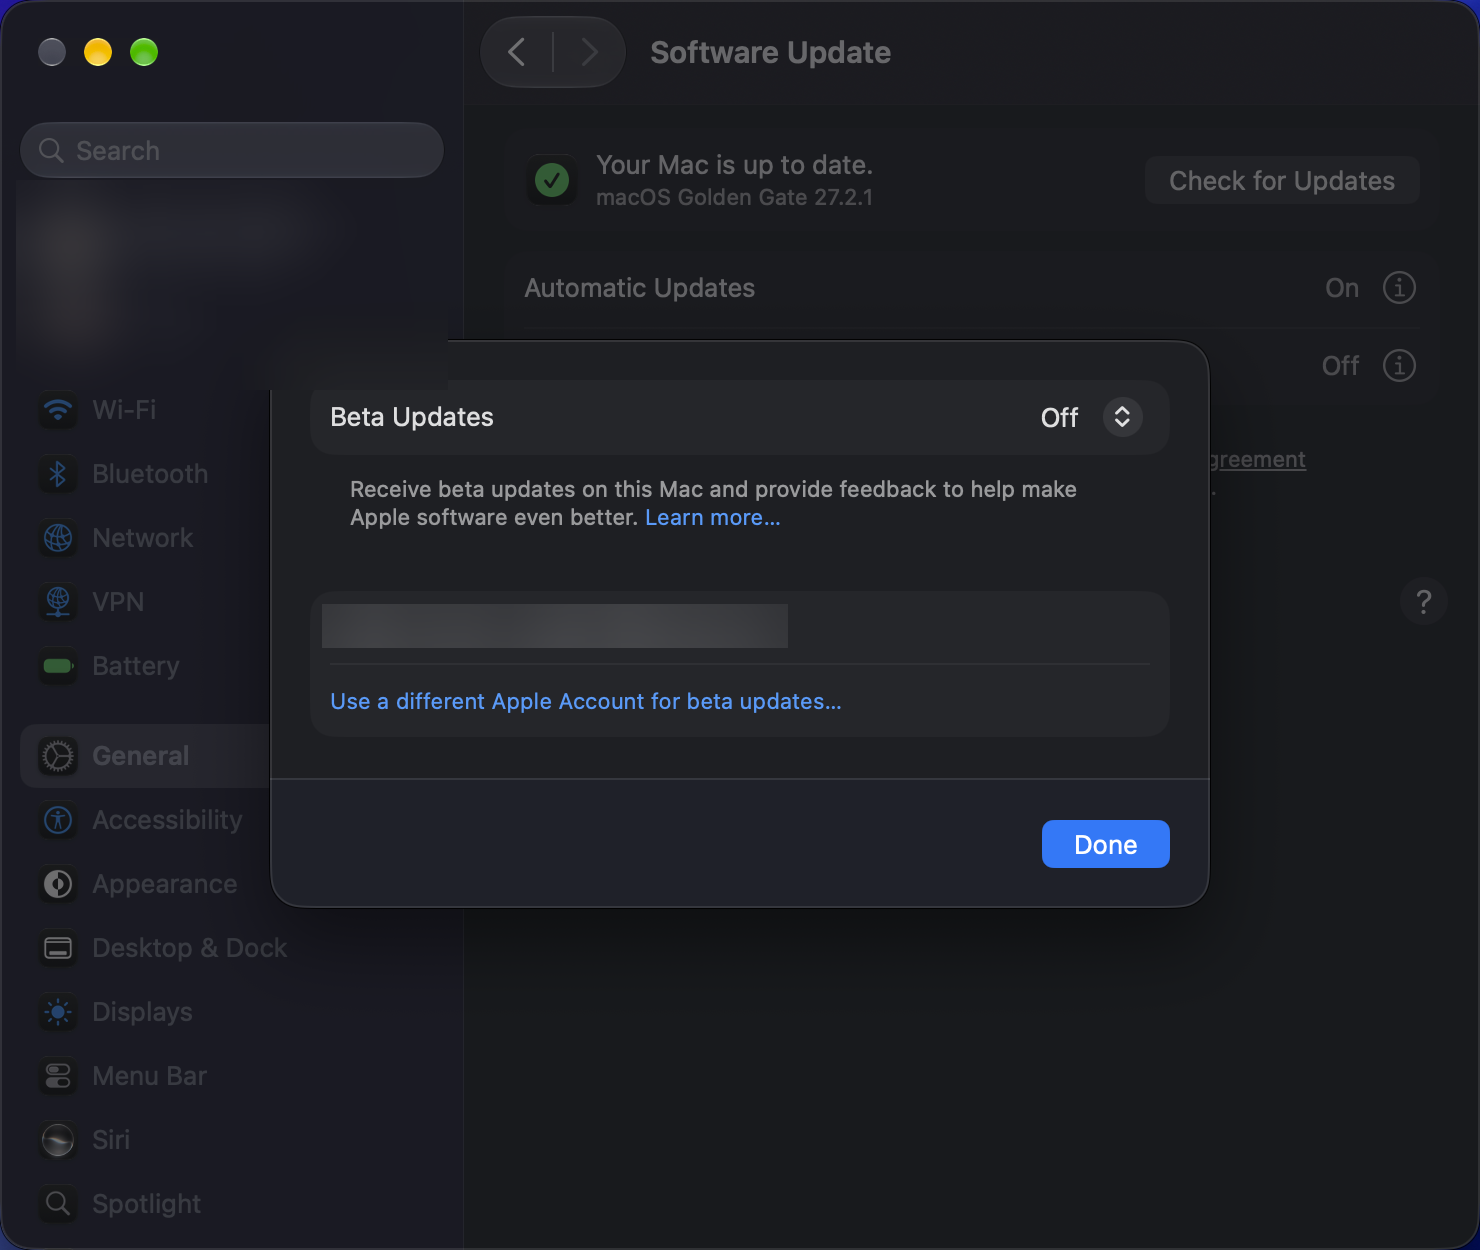 Software Update
Search
Your Mac is up to date.
macOS Golden Gate 27.2.1
Check for Updates
Automatic Updates
On
Off
greement
.
?
Beta Updates
Off
Receive beta updates on this Mac and provide feedback to help make
Apple software even better. Learn more...
Use a different Apple Account for beta updates...
Done
Wi-Fi
Bluetooth
Network
VPN
Battery
General
Accessibility
Appearance
Desktop & Dock
Displays
Menu Bar
Siri
Spotlight